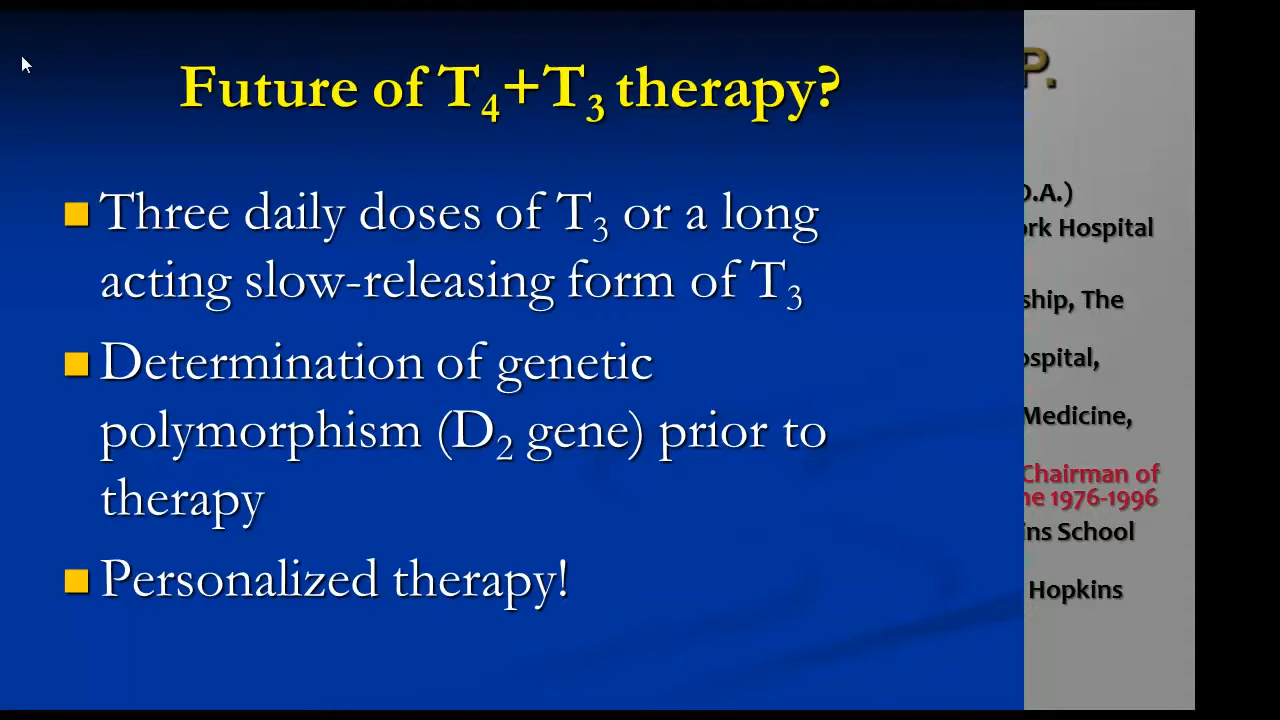 Future of T₄+T₃ therapy?
Three daily doses of T₃ or a long
acting slow-releasing form of T₃
Determination of genetic
polymorphism (D₂ gene) prior to
therapy
Personalized therapy!
P.
D.A.)
ork Hospital
ship, The
ospital,
Medicine,
Chairman of
ne 1976-1996
ins School
Hopkins